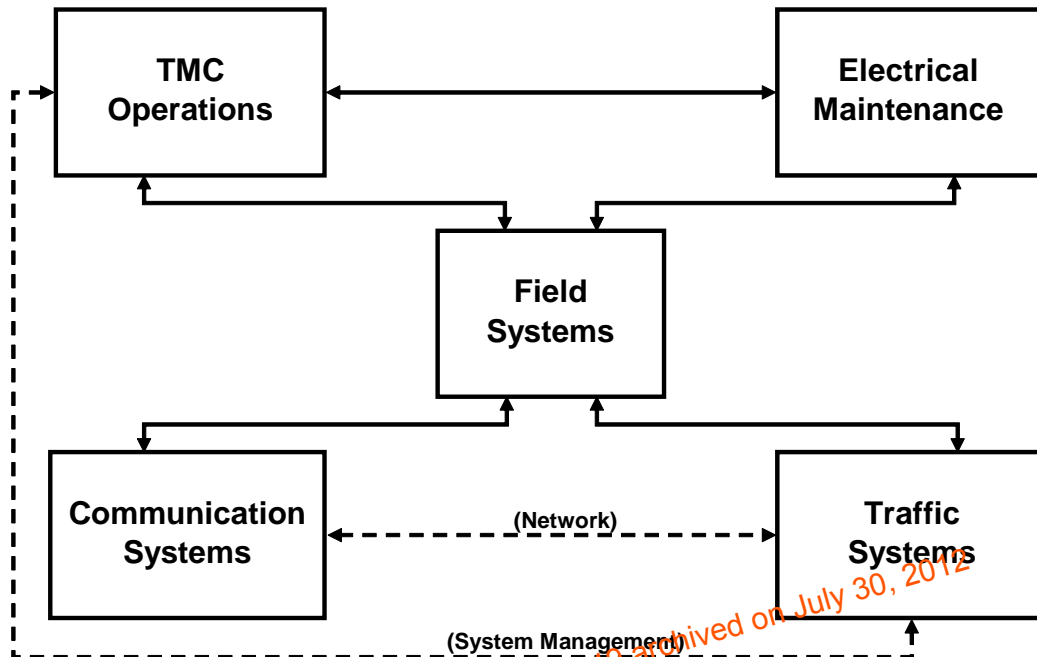 TMC
Operations
Electrical
Maintenance
Field
Systems
Communication
Systems
(Network)
Traffic
Systems
(System Management)
archived on July 30, 2012